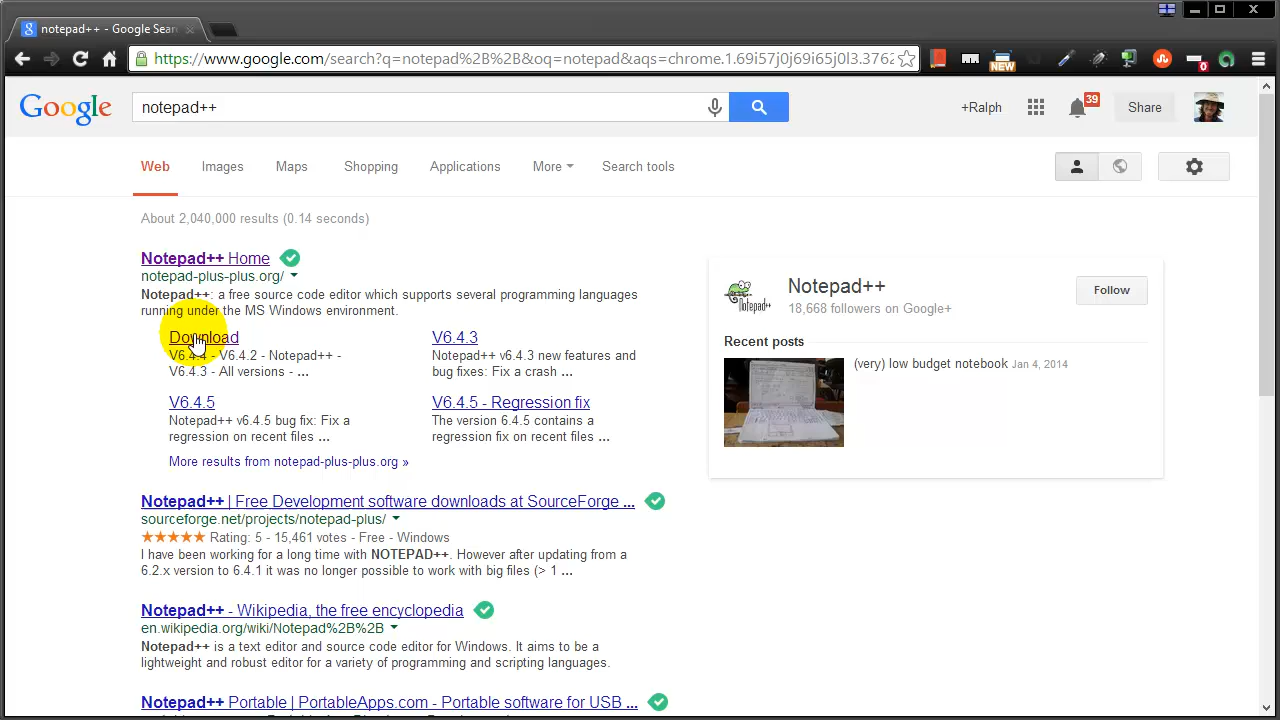 notepad++ - Google Sear
https://www.google.com/search?q=notepad%2B%2B&oq=notepad&aqs=chrome.1.69i57j0j69i65j0l3.3762
NEW
0
Google
notepad++
+Ralph
39
Share
Web
Images
Maps
Shopping
Applications
More
Search tools
About 2,040,000 results (0.14 seconds)
Notepad++ Home
notepad-plus-plus.org/
Notepad++: a free source code editor which supports several programming languages
running under the MS Windows environment.
Download
V6.4.4 - V6.4.2 - Notepad++ -
V6.4.3 - All versions - ...
V6.4.3
Notepad++ v6.4.3 new features and
bug fixes: Fix a crash ...
V6.4.5
Notepad++ v6.4.5 bug fix: Fix a
regression on recent files ...
V6.4.5 - Regression fix
The version 6.4.5 contains a
regression fix on recent files ...
More results from notepad-plus-plus.org »
Notepad++ | Free Development software downloads at SourceForge ...
sourceforge.net/projects/notepad-plus/
Rating: 5 - 15,461 votes - Free - Windows
I have been working for a long time with NOTEPAD++. However after updating from a
6.2.x version to 6.4.1 it was no longer possible to work with big files (> 1 ...
Notepad++ - Wikipedia, the free encyclopedia
en.wikipedia.org/wiki/Notepad%2B%2B
Notepad++ is a text editor and source code editor for Windows. It aims to be a
lightweight and robust editor for a variety of programming and scripting languages.
Notepad++ Portable | PortableApps.com - Portable software for USB ...
Notepad++
Notepad++
18,668 followers on Google+
Follow
Recent posts
(very) low budget notebook Jan 4, 2014